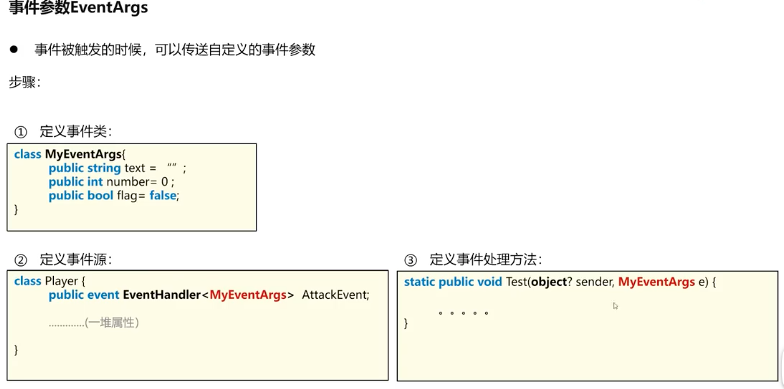 事件参数EventArgs
● 事件被触发的时候，可以传送自定义的事件参数
步骤：
① 定义事件类：
class MyEventArgs{
public string text = “” ;
public int number= 0 ;
public bool flag= false;
}
② 定义事件源：
class Player {
public event EventHandler<MyEventArgs> AttackEvent;
.............(一堆属性)
}
③ 定义事件处理方法：
static public void Test(object? sender, MyEventArgs e) {
。。。。。
}